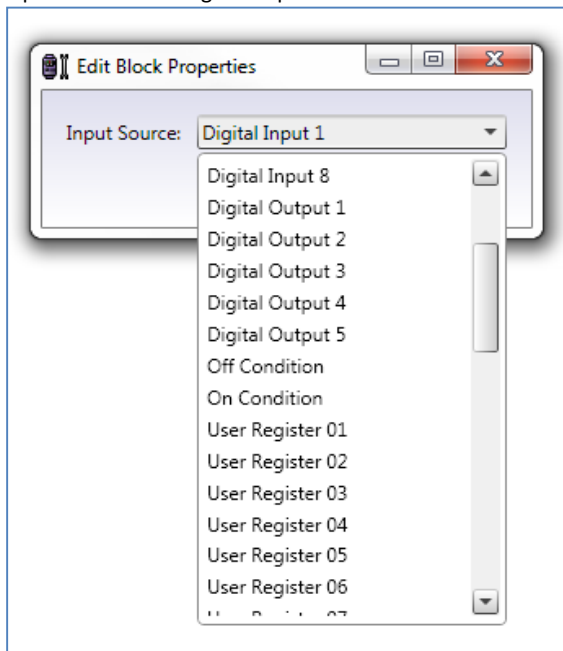 Edit Block Properties
Input Source: Digital Input 1
Digital Input 8
Digital Output 1
Digital Output 2
Digital Output 3
Digital Output 4
Digital Output 5
Off Condition
On Condition
User Register 01
User Register 02
User Register 03
User Register 04
User Register 05
User Register 06